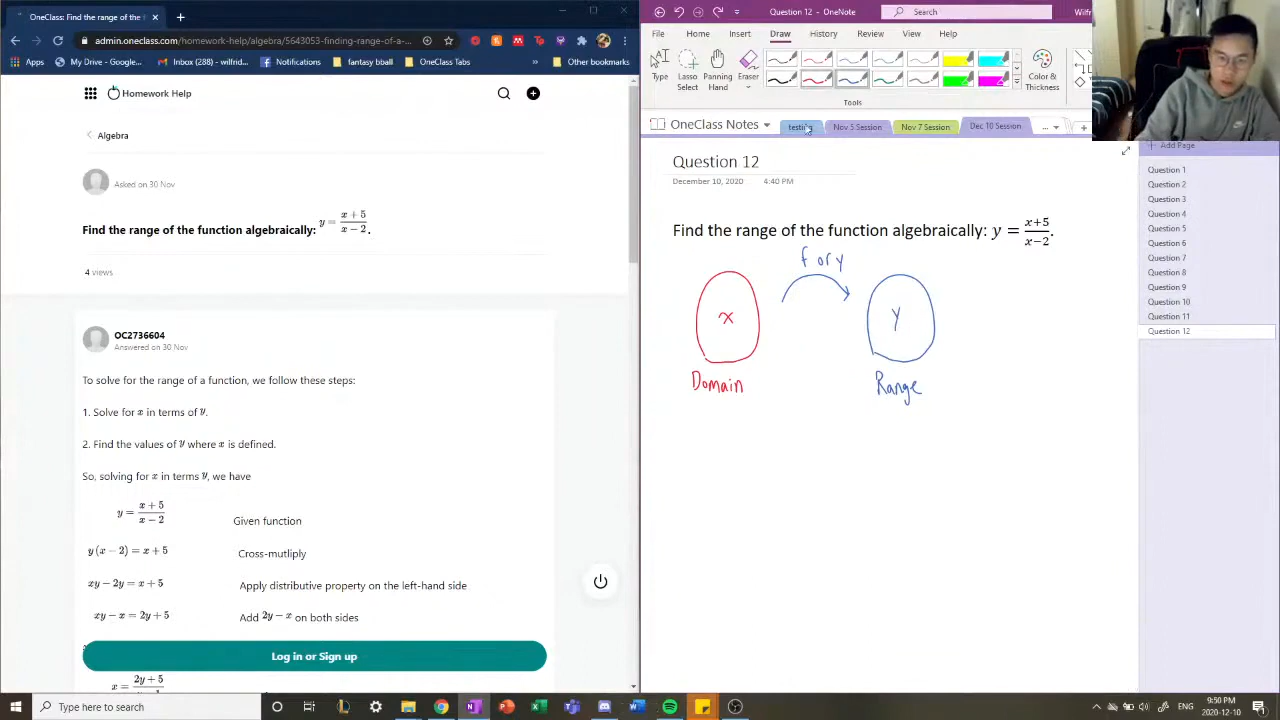 OneClass Find the range of the f
admin.oneclass.com/homework-help/algebra/5643053-finding-range-of-a-...
Apps
My Drive - Google...
Inbox (288) - wilfrid...
Tantasy tball
OneClass Tabs
Other bookmarks
Homework Help
Algebra
Asked on 30 Nov
Find the range of the function algebraically: y = \frac{x + 5}{x − 2}.
4 views
OC2736604
Answered on 30 Nov
To solve for the range of a function, we follow these steps:
1. Solve for x in terms of y.
2. Find the values of y where x is defined.
So, solving for x in terms y, we have
y = \frac{x + 5}{x − 2} Given function
y (x − 2) = x + 5 Cross-mutliply
xy − 2y = x + 5 Apply distributive property on the left-hand side
xy − x = 2y + 5 Add 2y − x on both sides
Log in or Sign up
Question 12 - OneNote
Search
Wilfr
File Home Insert Draw History Review View Help
Type
Lasso Select
Panning Hand
Eraser
Color & Thickness
Tools
OneClass Notes
testing
Nov 5 Session
Nov 7 Session
Dec 10 Session
Question 12
December 10, 2020 4:40 PM
Find the range of the function algebraically: y = \frac{x+5}{x−2}.
f or y
x
y
Domain
Range
Add Page
Question 1
Question 2
Question 3
Question 4
Question 5
Question 6
Question 7
Question 8
Question 9
Question 10
Question 11
Question 12
Type here to search
ENG
9:50 PM
2020-12-10